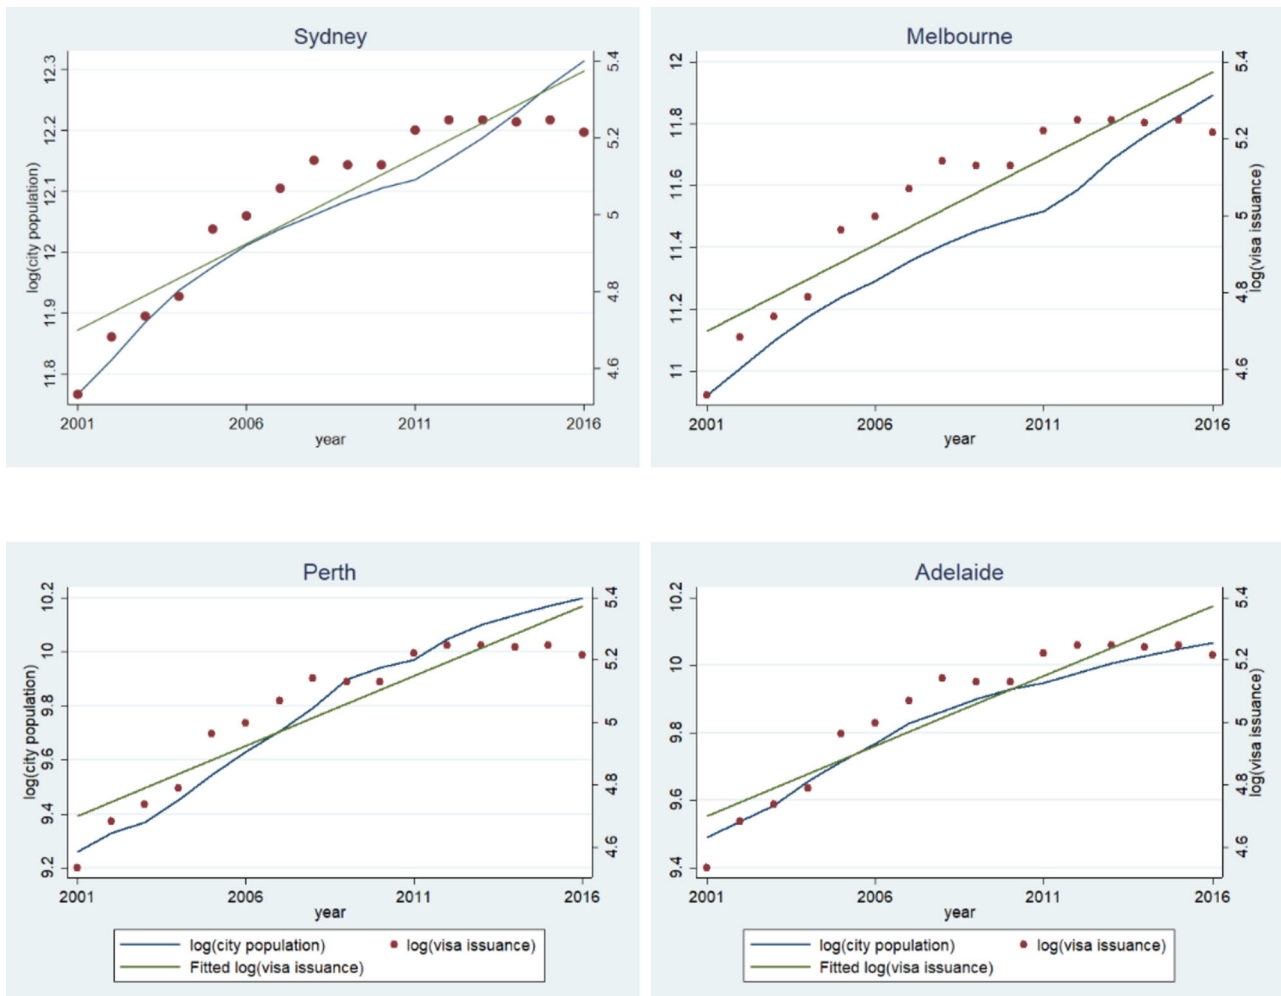 Sydney
log(city population)
12.3
12.2
12.1
12
11.9
11.8
5.4
5.2
5
4.8
4.6
2001 2006 2011 2016
year
Melbourne
12
11.8
11.6
11.4
11.2
11
5.4
5.2
5
4.8
4.6
log(visa issuance)
2001 2006 2011 2016
year
Perth
log(city population)
10.2
10
9.8
9.6
9.4
9.2
5.4
5.2
5
4.8
4.6
2001 2006 2011 2016
year
log(city population) log(visa issuance)
Fitted log(visa issuance)
Adelaide
10.2
10
9.8
9.6
9.4
5.4
5.2
5
4.8
4.6
log(visa issuance)
2001 2006 2011 2016
year
log(city population) log(visa issuance)
Fitted log(visa issuance)